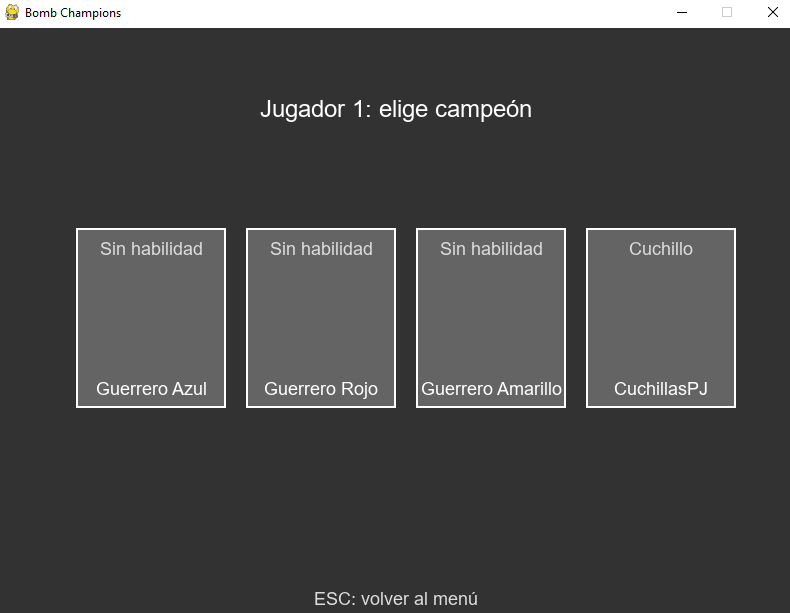 Bomb Champions
Jugador 1: elige campeón
Sin habilidad
Guerrero Azul
Sin habilidad
Guerrero Rojo
Sin habilidad
Guerrero Amarillo
Cuchillo
CuchillasPJ
ESC: volver al menú